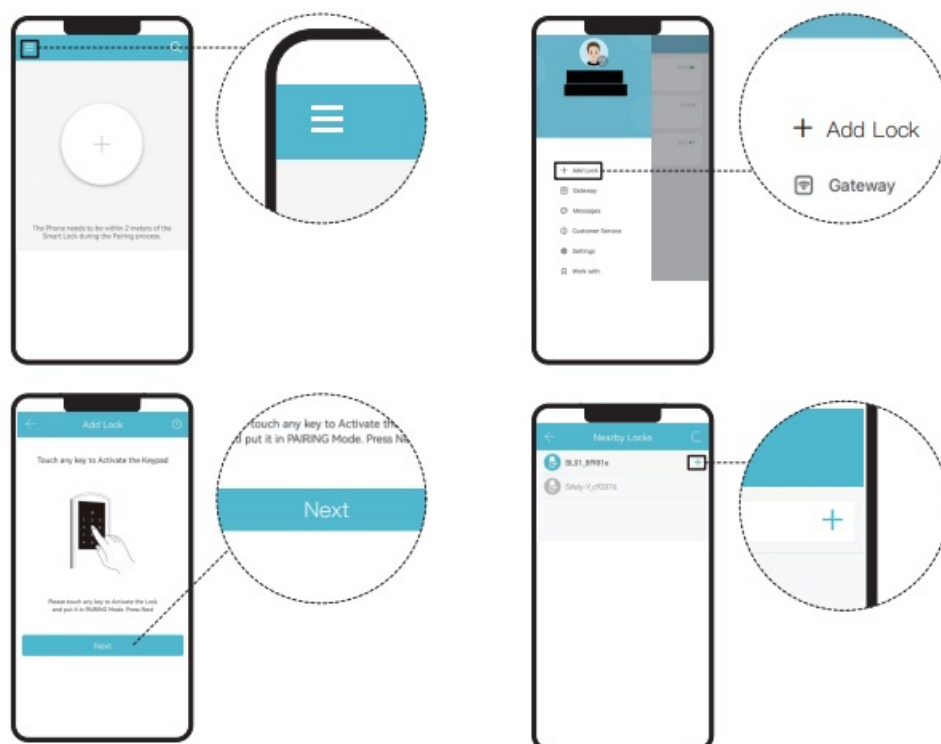 The Phone needs to be within 2 meters of the
Smart Lock during the Pairing process.
+ Add Lock
Gateway
Messages
Customer Service
Settings
Work with
+ Add Lock
Gateway
Add Lock
Touch any key to Activate the Keypad
Please touch any key to Activate the Lock
and put it in PAIRING Mode. Press Next
Next
touch any key to Activate th
put it in PAIRING Mode. Press Ne
Next
Nearby Locks
Sifely-Y_c92076